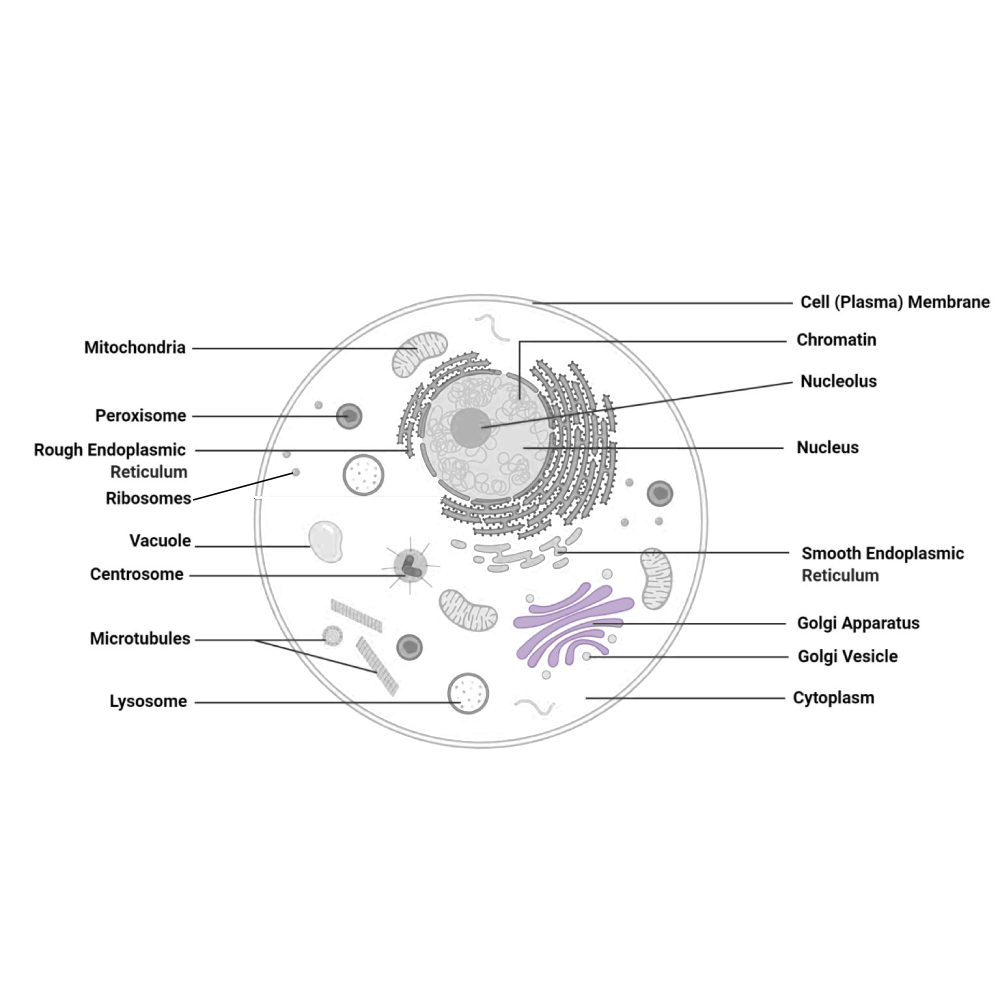 Cell (Plasma) Membrane
Chromatin
Mitochondria
Nucleolus
Peroxisome
Nucleus
Rough Endoplasmic
Reticulum
Ribosomes
Vacuole
Smooth Endoplasmic
Reticulum
Centrosome
Golgi Apparatus
Microtubules
Golgi Vesicle
Cytoplasm
Lysosome